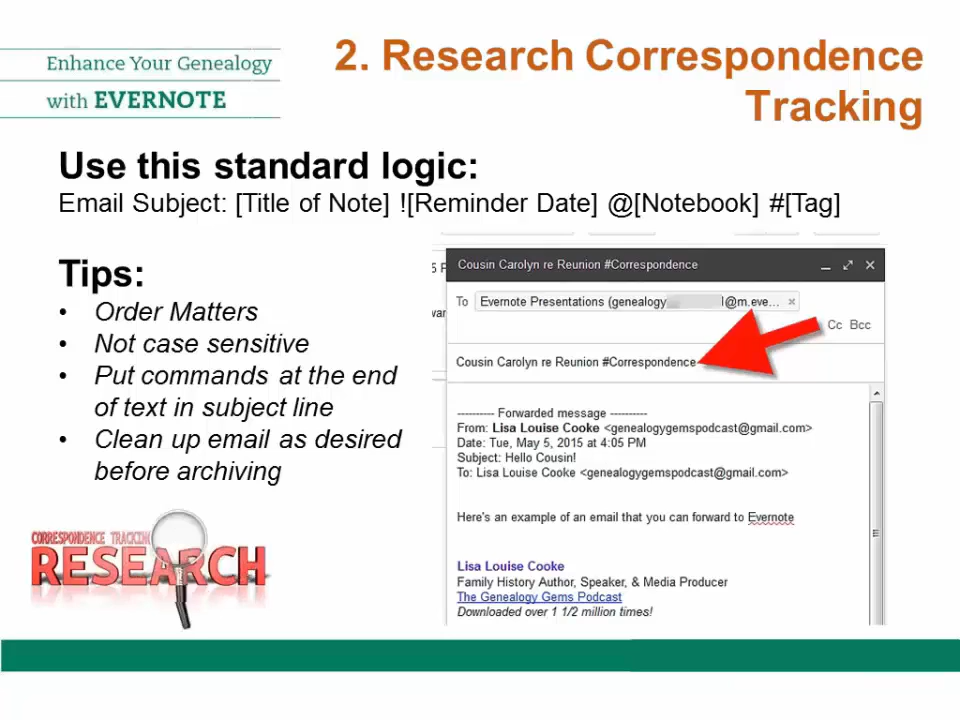 Enhance Your Genealogy
with EVERNOTE
2. Research Correspondence
Tracking
Use this standard logic:
Email Subject: [Title of Note] ![Reminder Date] @[Notebook] #[Tag]
Tips:
• Order Matters
• Not case sensitive
• Put commands at the end
of text in subject line
• Clean up email as desired
before archiving
CORRESPONDENCE TRACKING
RESEARCH
Cousin Carolyn re Reunion #Correspondence
To Evernote Presentations (genealogy @m.eve... ×
Cc Bcc
Cousin Carolyn re Reunion #Correspondence
---------- Forwarded message ----------
From: Lisa Louise Cooke <genealogygemspodcast@gmail.com>
Date: Tue, May 5, 2015 at 4:05 PM
Subject: Hello Cousin!
To: Lisa Louise Cooke <genealogygemspodcast@gmail.com>
Here's an example of an email that you can forward to Evernote
Lisa Louise Cooke
Family History Author, Speaker, & Media Producer
The Genealogy Gems Podcast
Downloaded over 1 1/2 million times!